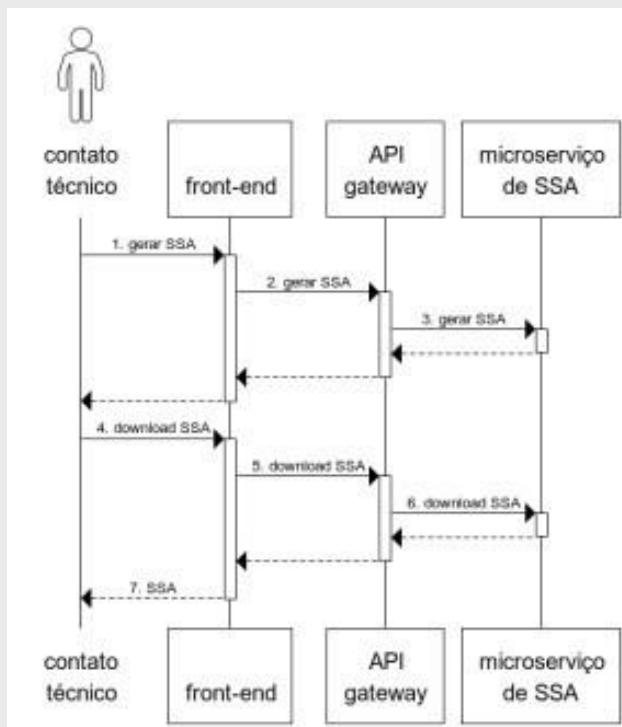 contato
técnico
front-end
API
gateway
microserviço
de SSA
1. gerar SSA
2. gerar SSA
3. gerar SSA
4. download SSA
5. download SSA
6. download SSA
7. SSA
contato
técnico
front-end
API
gateway
microserviço
de SSA